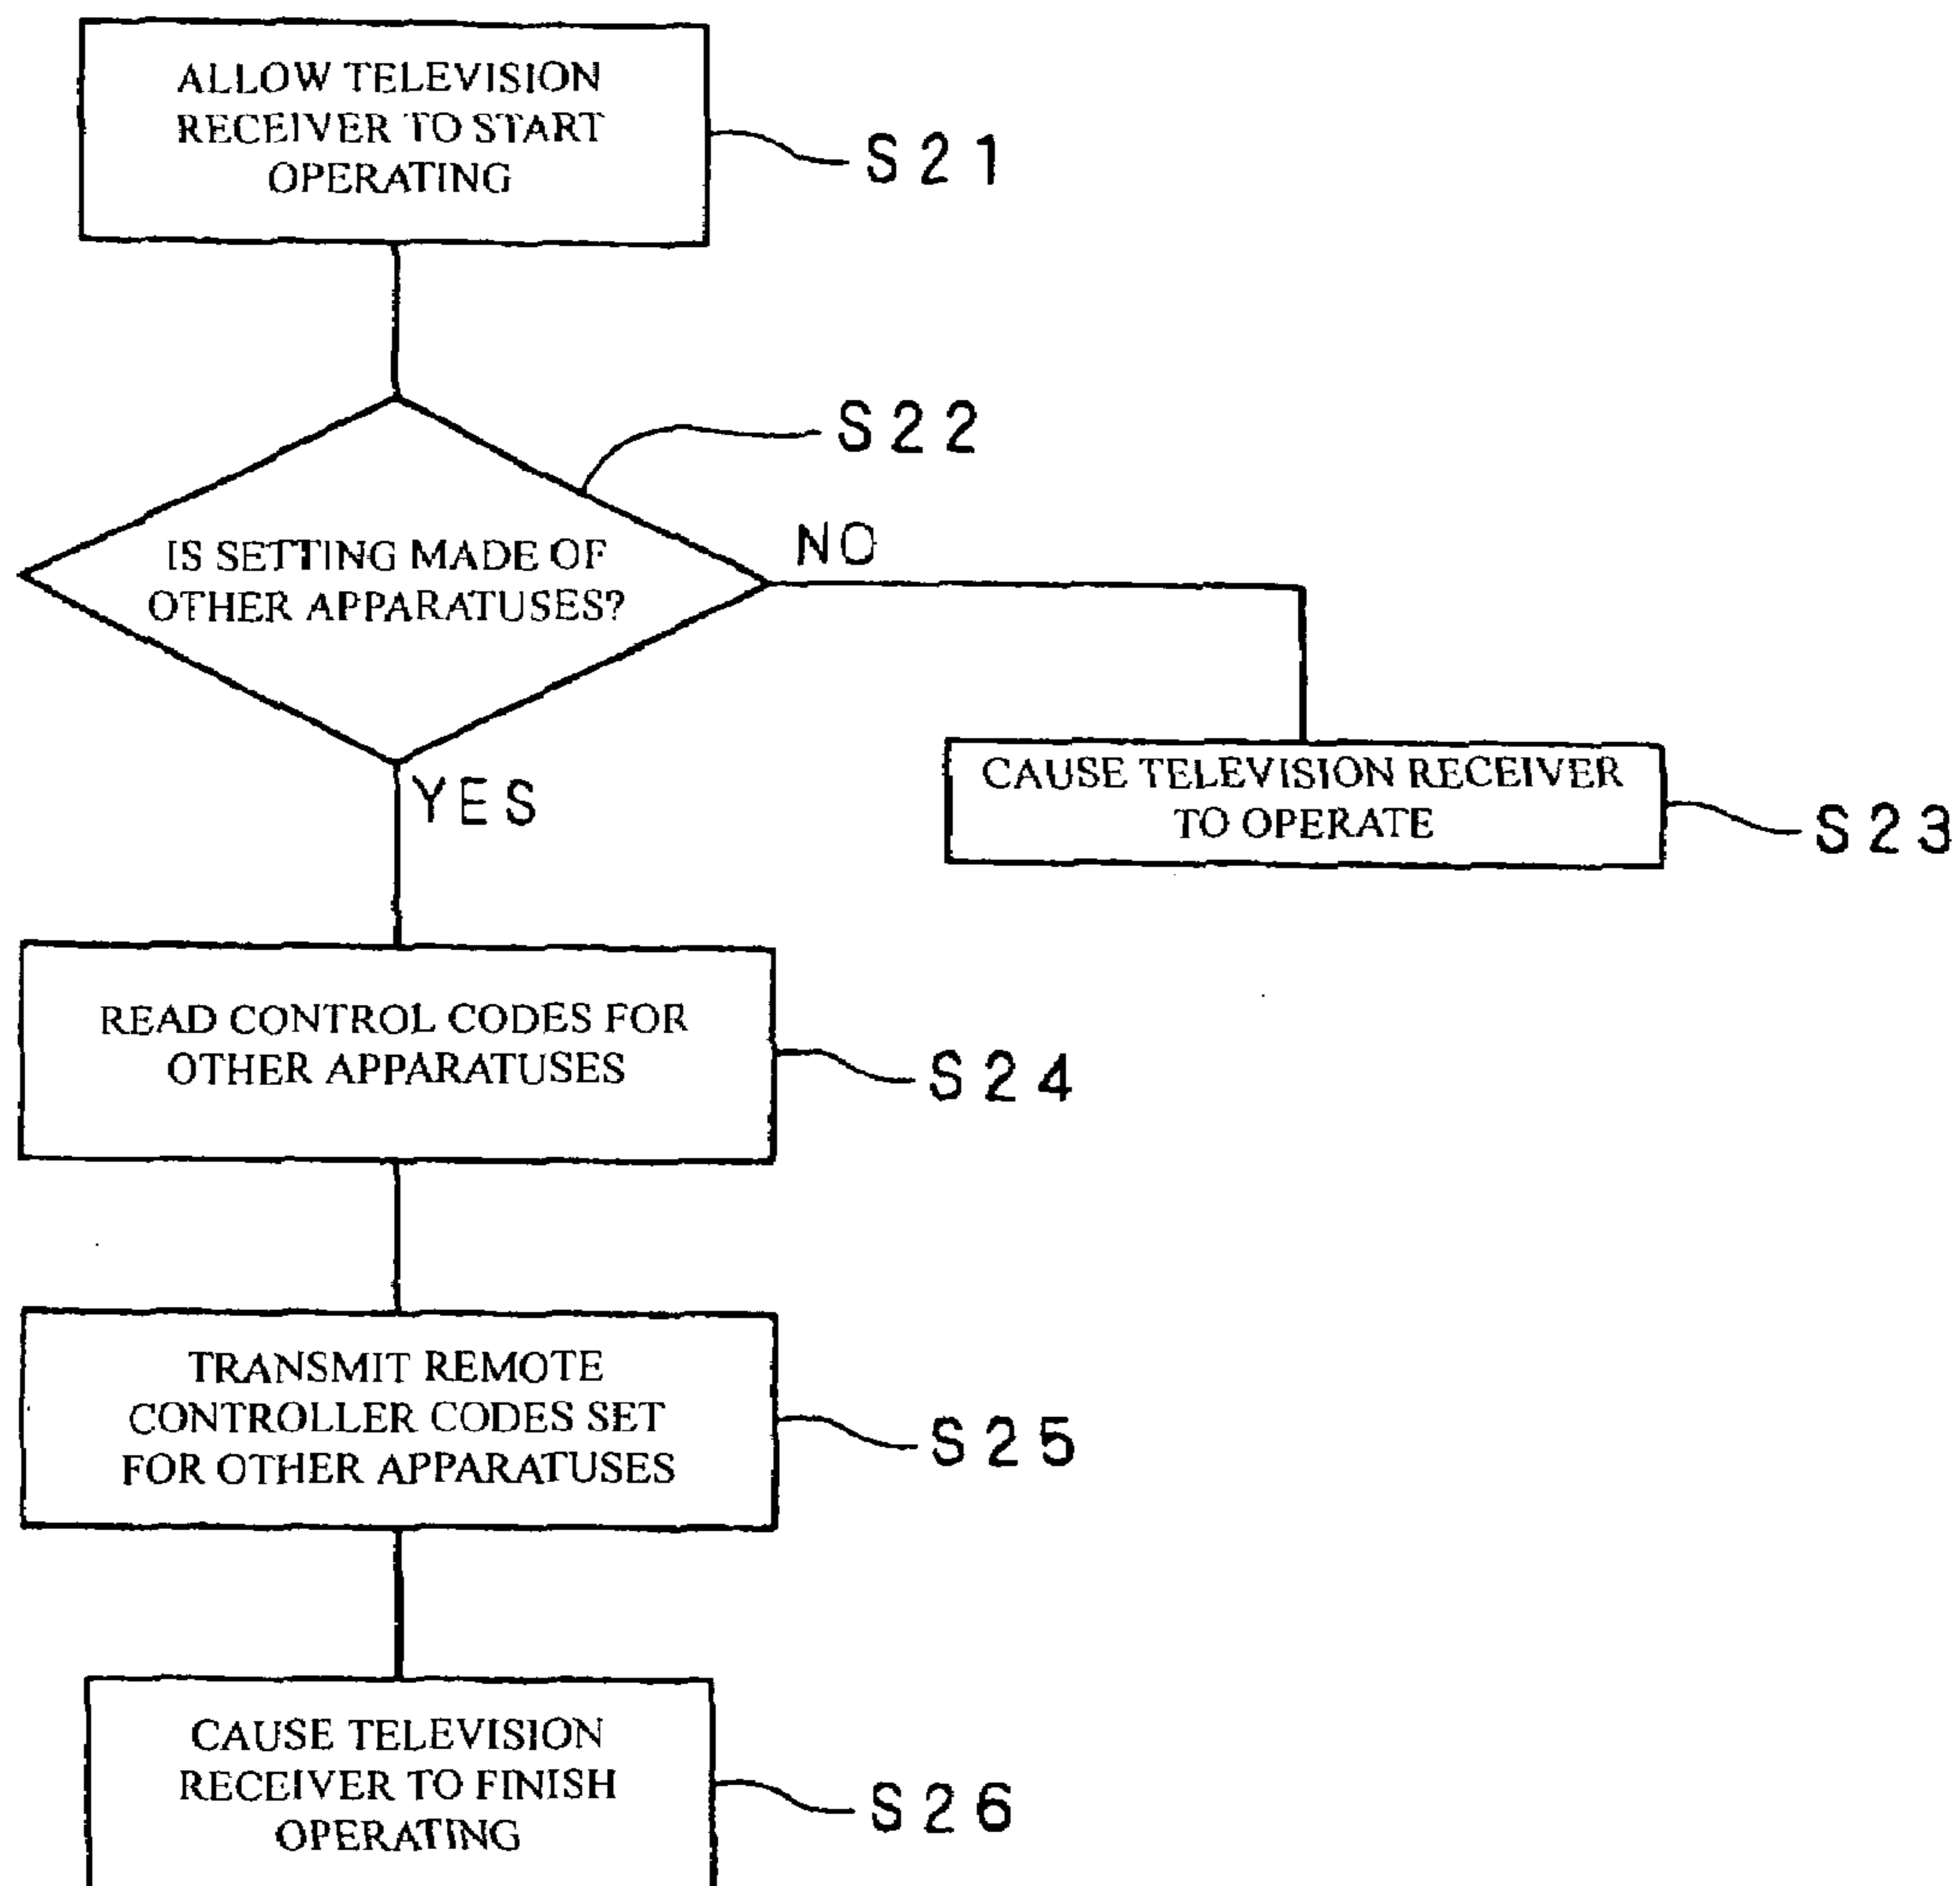 ALLOW TELEVISION
RECEIVER TO START
OPERATING
S21
S22
IS SETTING MADE OF
OTHER APPARATUSES?
NO
YES
CAUSE TELEVISION RECEIVER
TO OPERATE
S23
READ CONTROL CODES FOR
OTHER APPARATUSES
S24
TRANSMIT REMOTE
CONTROLLER CODES SET
FOR OTHER APPARATUSES
S25
CAUSE TELEVISION
RECEIVER TO FINISH
OPERATING
S26